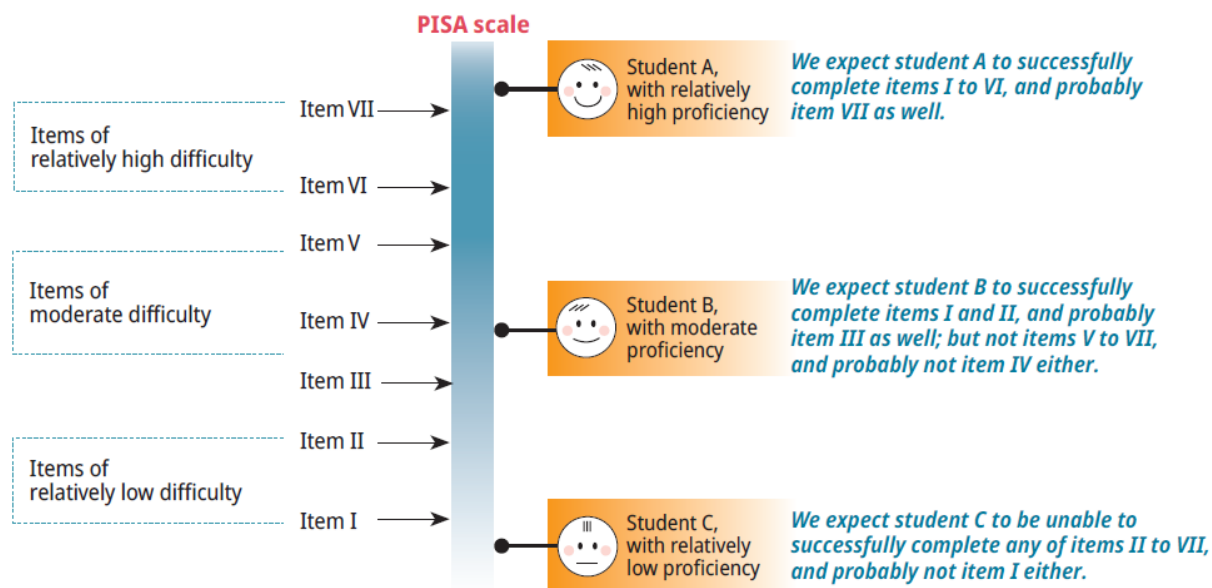 PISA scale
Item VII
Items of
relatively high difficulty
Item VI
Item V
Items of
moderate difficulty
Item IV
Item III
Item II
Items of
relatively low difficulty
Item I
Student A,
with relatively
high proficiency
We expect student A to successfully
complete items I to VI, and probably
item VII as well.
Student B,
with moderate
proficiency
We expect student B to successfully
complete items I and II, and probably
item III as well; but not items V to VII,
and probably not item IV either.
Student C,
with relatively
low proficiency
We expect student C to be unable to
successfully complete any of items II to VII,
and probably not item I either.